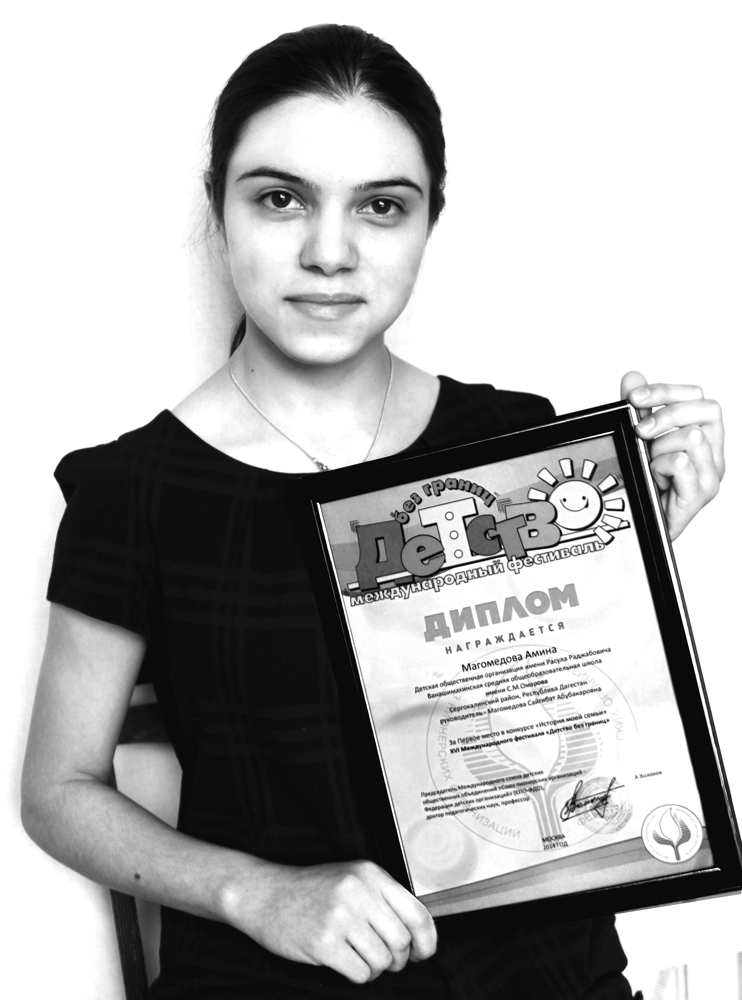 без границ
Детство
международный фестиваль
ДИПЛОМ
НАГРАЖДАЕТСЯ
Магомедова Амина
Детская общественная организация имени Расула Раджабовича
Ванашимахинская средняя общеобразовательная школа
имени С.М.Омарова
Сергокалинский район, Республика Дагестан
руководитель - Магомедова Сайгибат Абубакаровна
За Первое место в конкурсе «История моей семьи»
XVI Международного фестиваля «Детство без границ»
Председатель Международного союза детских
общественных объединений «Союз пионерских организаций -
Федерация детских организаций» (СПО-ФДО),
доктор педагогических наук, профессор
А.Волохов
МОСКВА
2014 ГОД